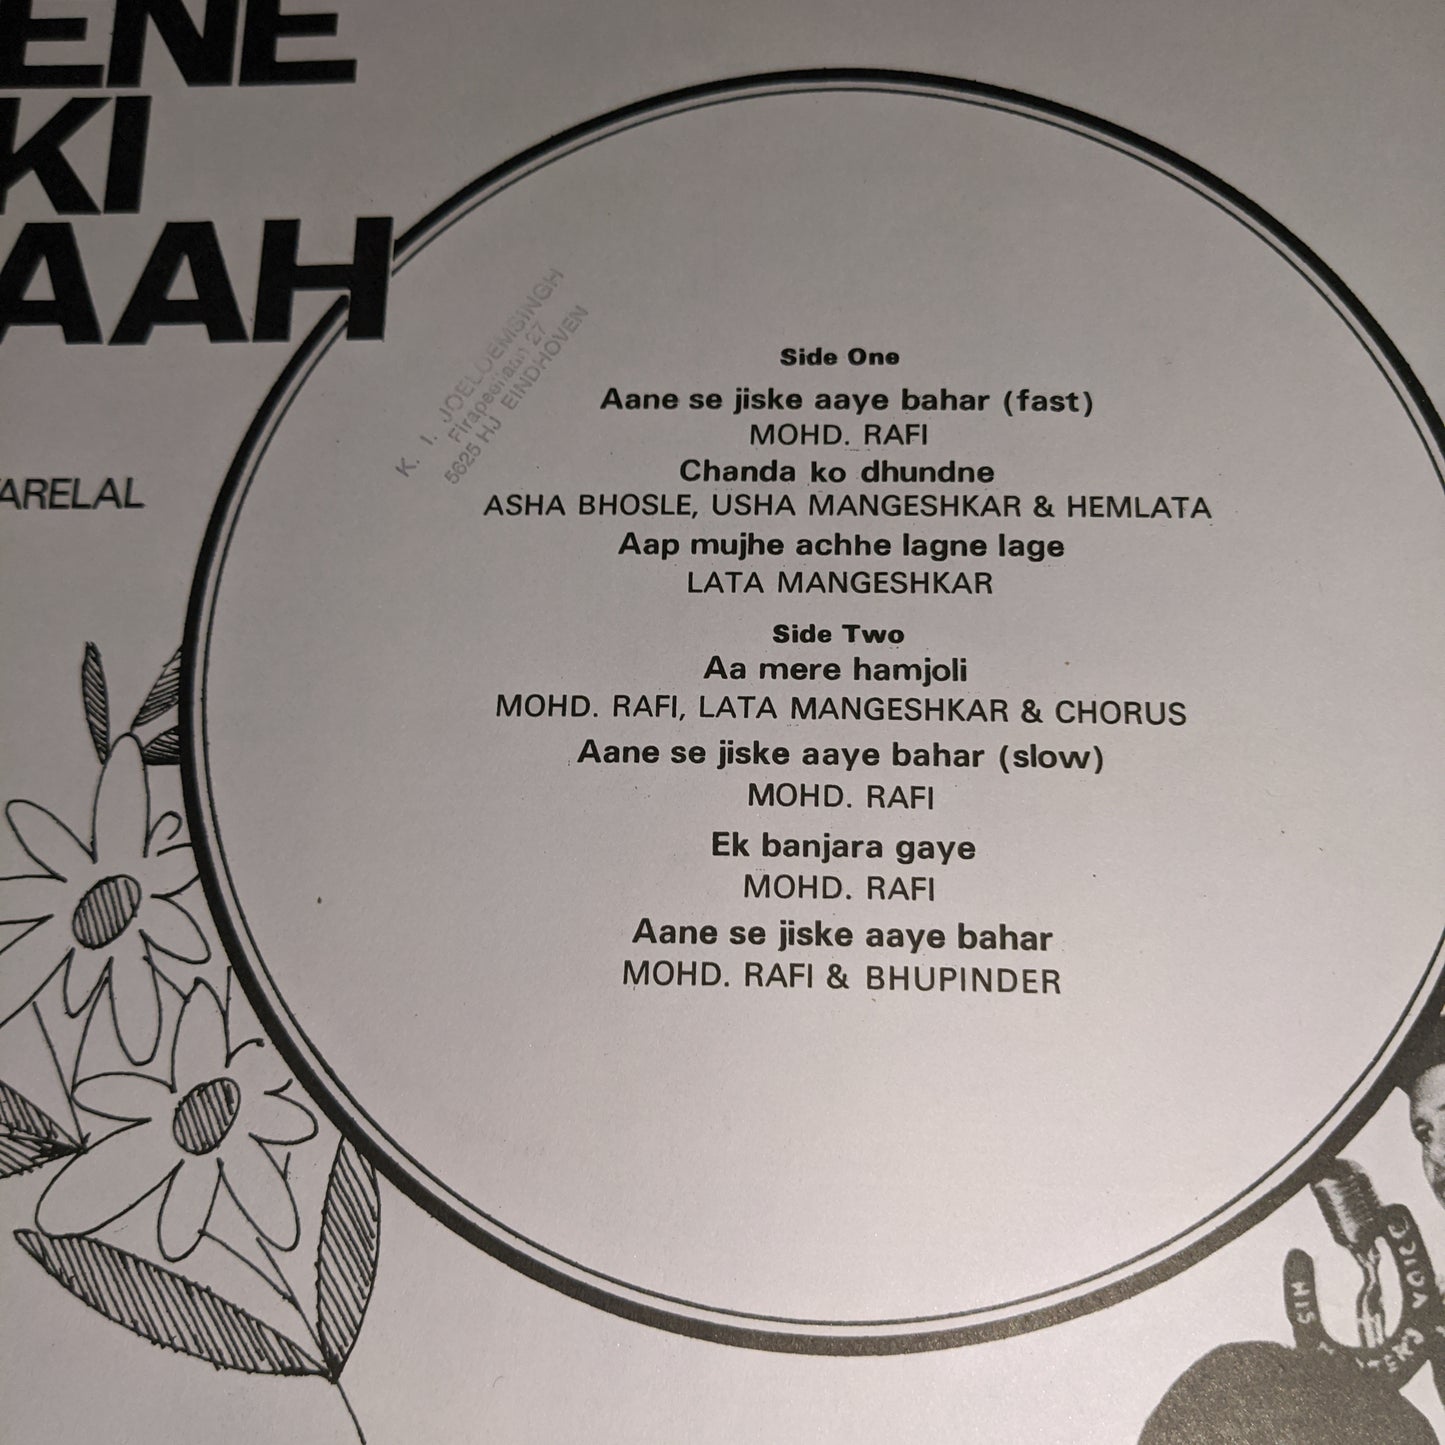 ENE
KI
AAH
ARELAL
K. I. JOELOEMSINGH
27
5625 HJ EINDHOVEN
Side One
Aane se jiske aaye bahar (fast)
MOHD. RAFI
Chanda ko dhundne
ASHA BHOSLE, USHA MANGESHKAR & HEMLATA
Aap mujhe achhe lagne lage
LATA MANGESHKAR
Side Two
Aa mere hamjoli
MOHD. RAFI, LATA MANGESHKAR & CHORUS
Aane se jiske aaye bahar (slow)
MOHD. RAFI
Ek banjara gaye
MOHD. RAFI
Aane se jiske aaye bahar
MOHD. RAFI & BHUPINDER
HIS
VOICE